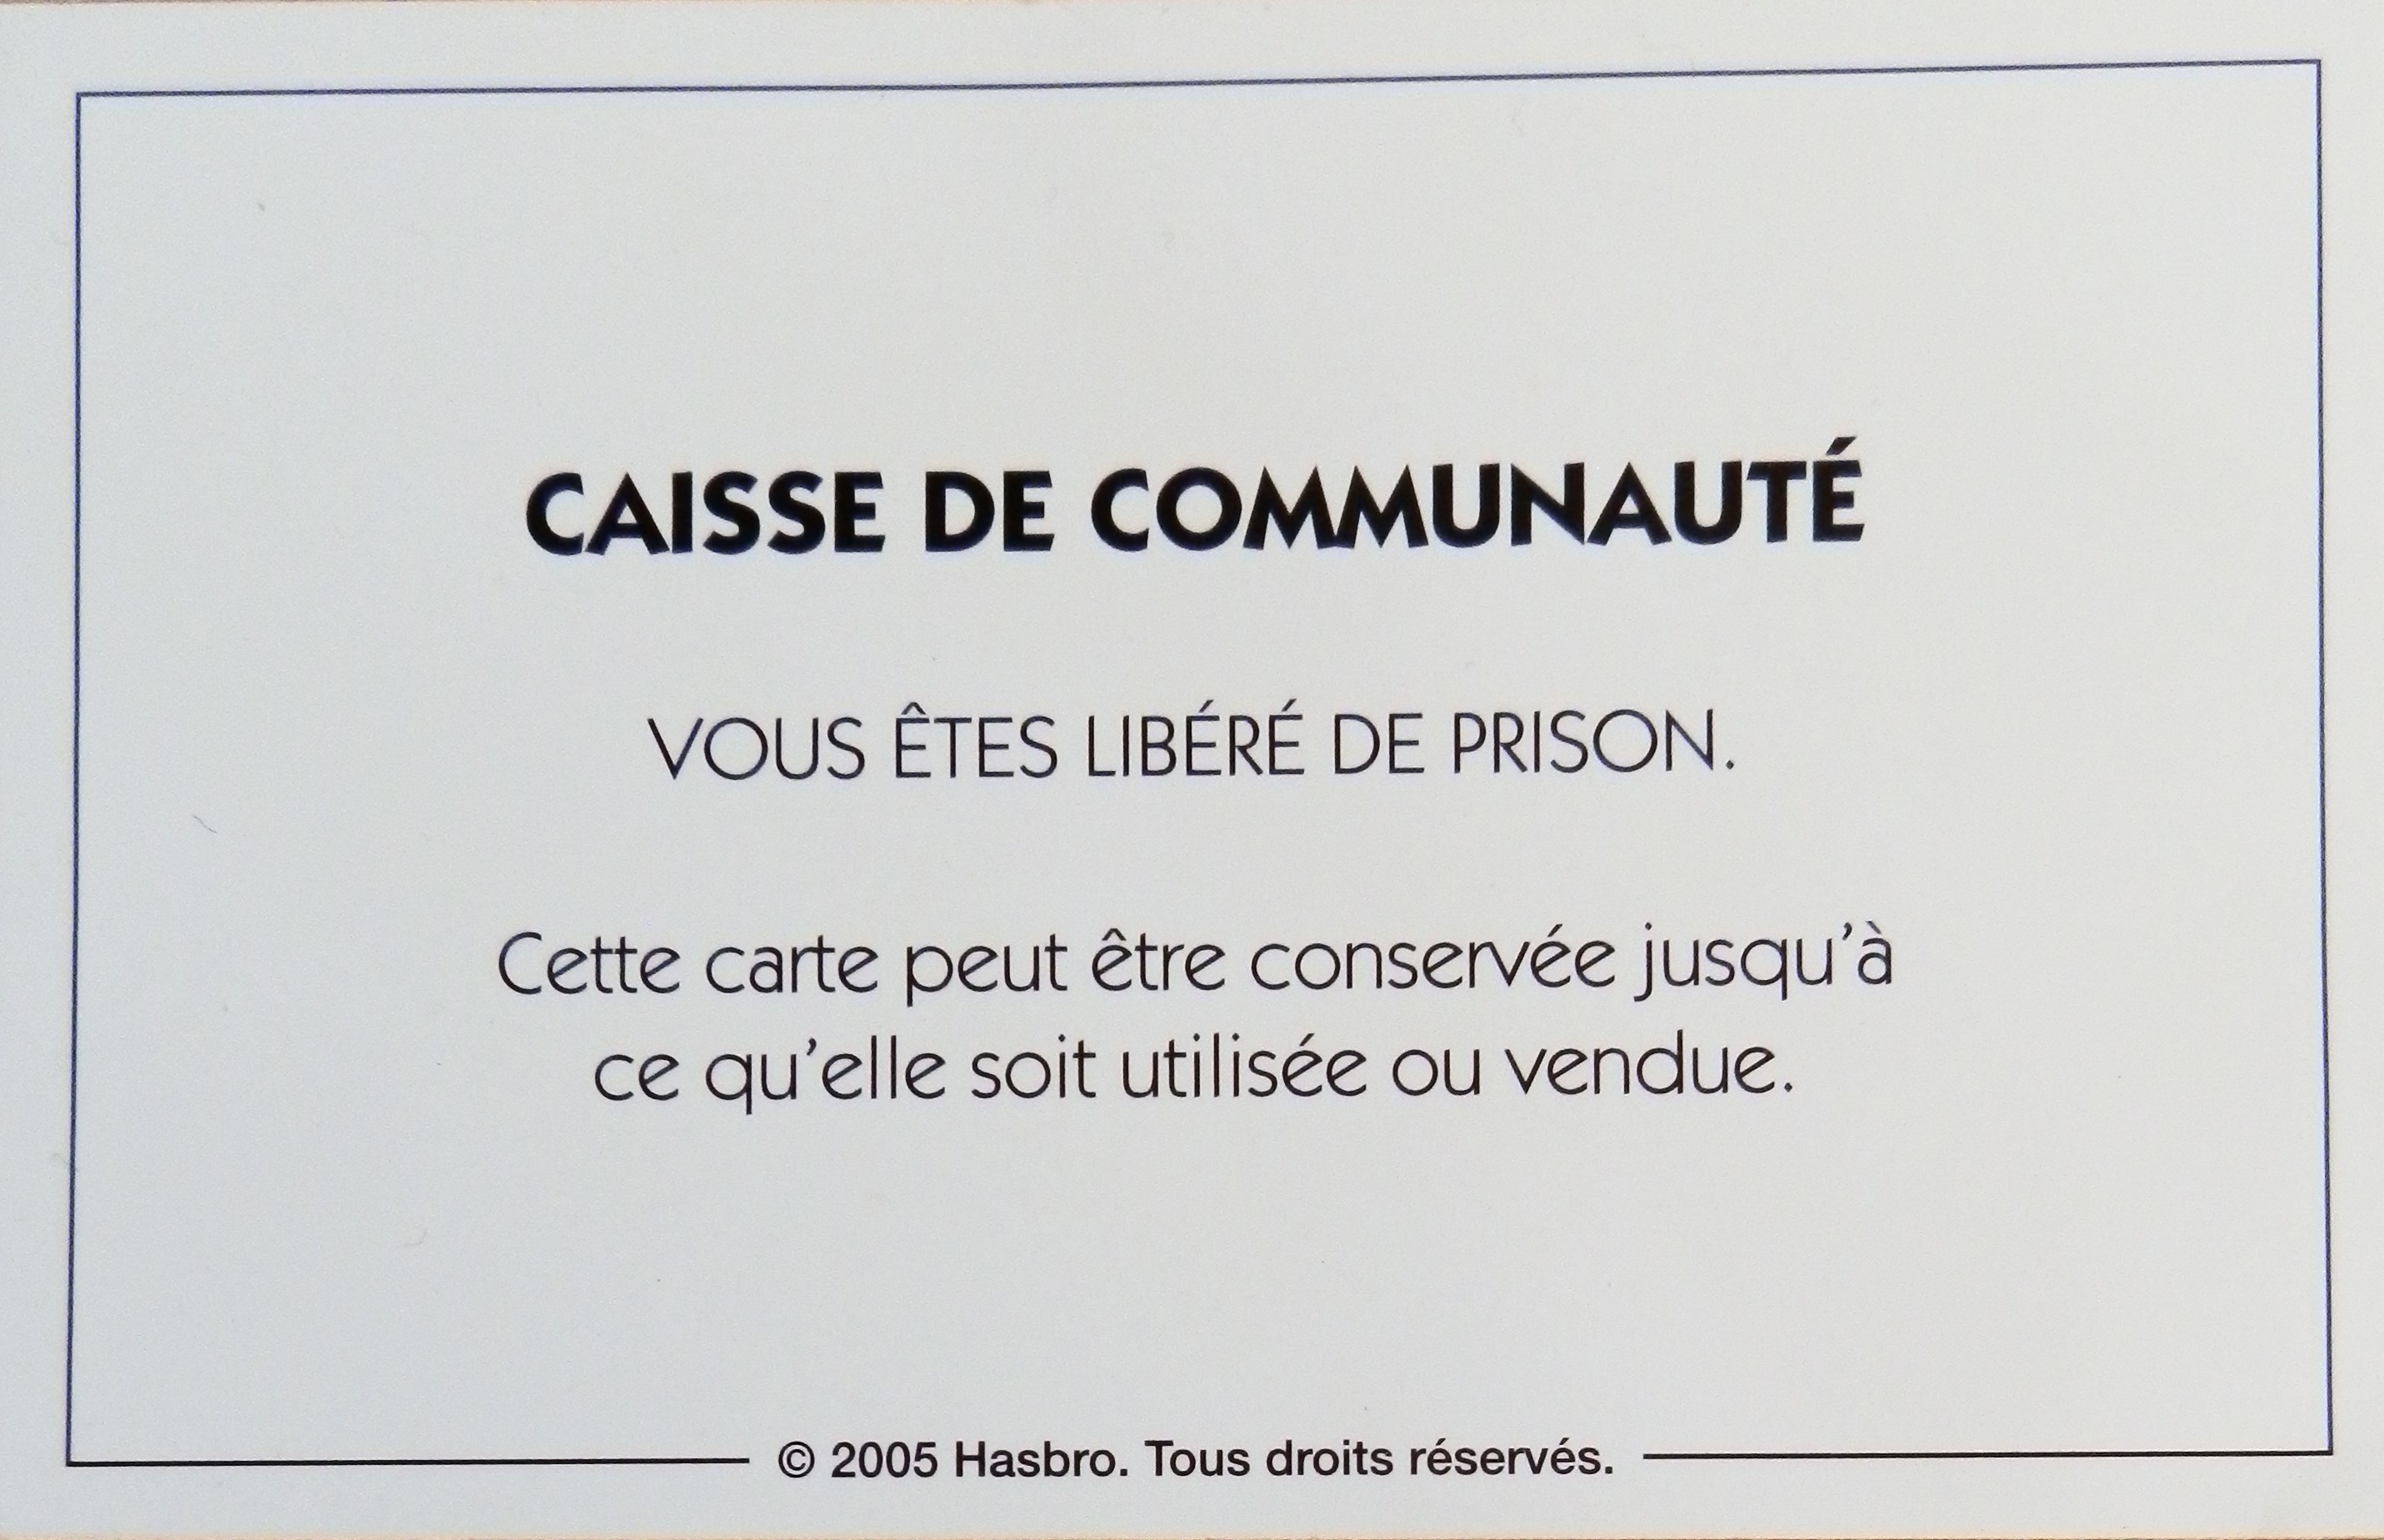 CAISSE DE COMMUNAUTÉ
VOUS ÊTES LIBÉRÉ DE PRISON.
Cette carte peut être conservée jusqu’à
ce qu’elle soit utilisée ou vendue.
© 2005 Hasbro. Tous droits réservés.